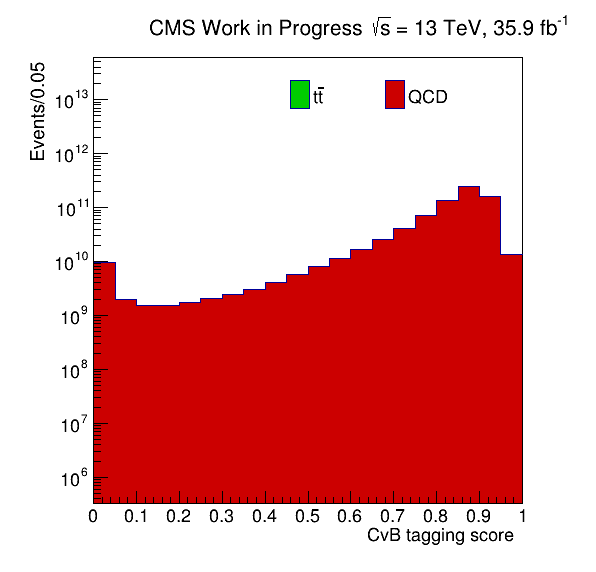 CMS Work in Progress √s = 13 TeV, 35.9 fb⁻¹
Events/0.05
tt̄ QCD
10¹³
10¹²
10¹¹
10¹⁰
10⁹
10⁸
10⁷
10⁶
0 0.1 0.2 0.3 0.4 0.5 0.6 0.7 0.8 0.9 1
CvB tagging score